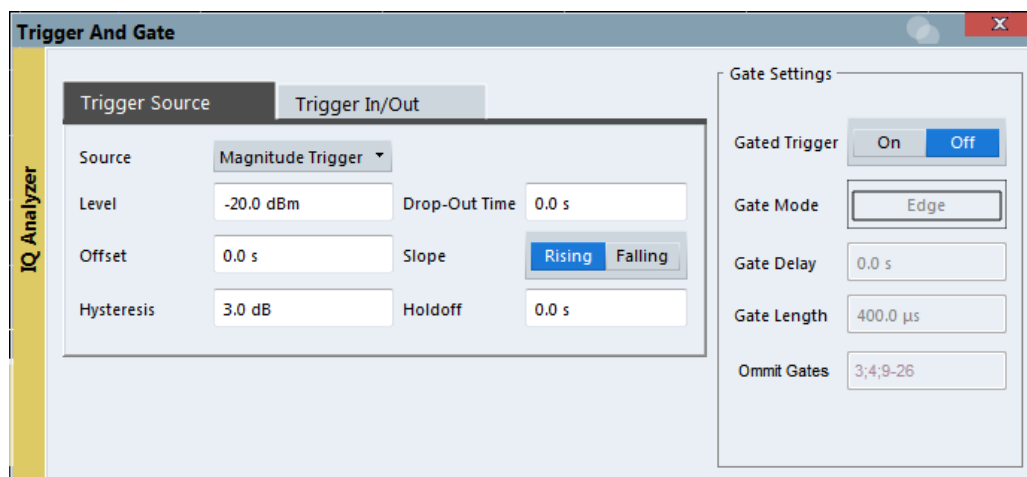 Trigger And Gate
x
IQ Analyzer
Trigger Source
Trigger In/Out
Source
Magnitude Trigger
Level
-20.0 dBm
Drop-Out Time
0.0 s
Offset
0.0 s
Slope
Rising
Falling
Hysteresis
3.0 dB
Holdoff
0.0 s
Gate Settings
Gated Trigger
On
Off
Gate Mode
Edge
Gate Delay
0.0 s
Gate Length
400.0 µs
Ommit Gates
3;4;9-26